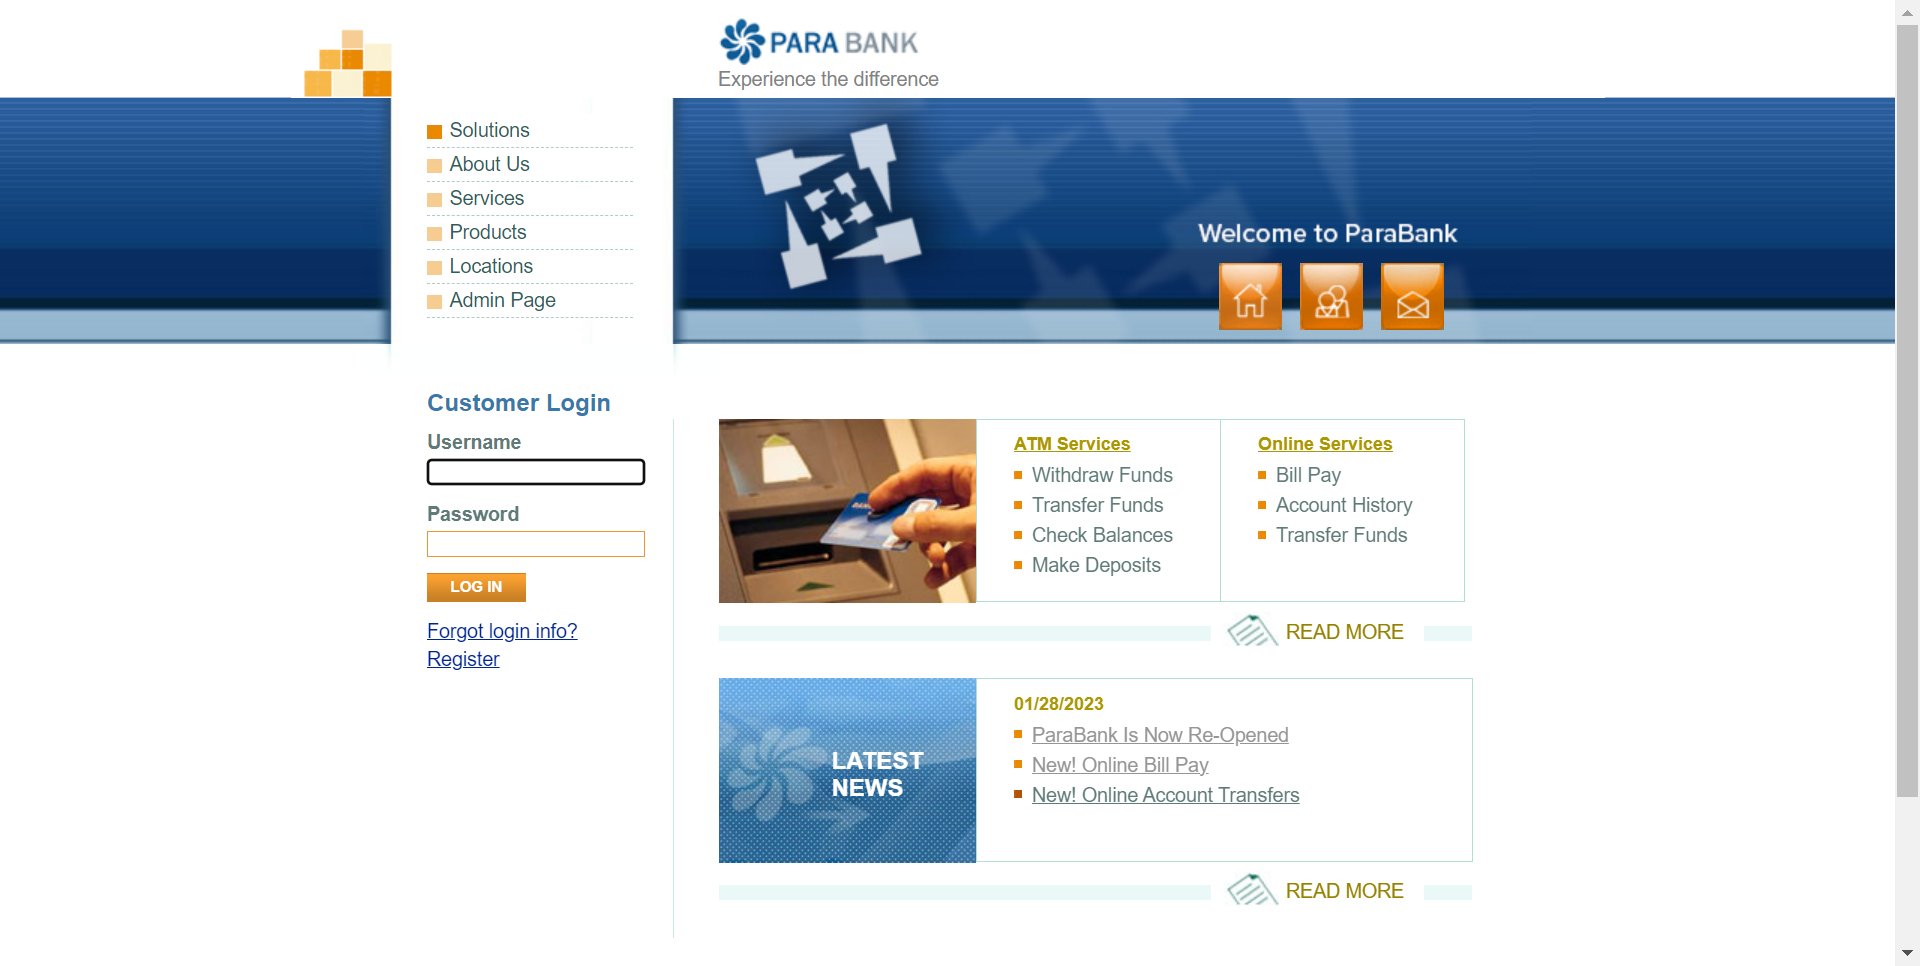 PARA BANK
Experience the difference
Solutions
About Us
Services
Products
Locations
Admin Page
Welcome to ParaBank
Customer Login
Username
Password
LOG IN
Forgot login info?
Register
ATM Services
Withdraw Funds
Transfer Funds
Check Balances
Make Deposits
Online Services
Bill Pay
Account History
Transfer Funds
READ MORE
LATEST
NEWS
01/28/2023
ParaBank Is Now Re-Opened
New! Online Bill Pay
New! Online Account Transfers
READ MORE